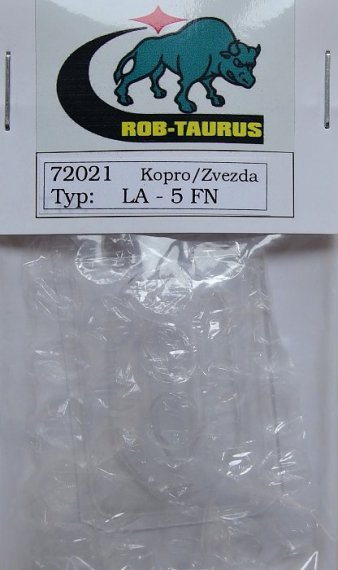 ROB-TAURUS
72021 Kopro/Zvezda
Typ: LA - 5 FN